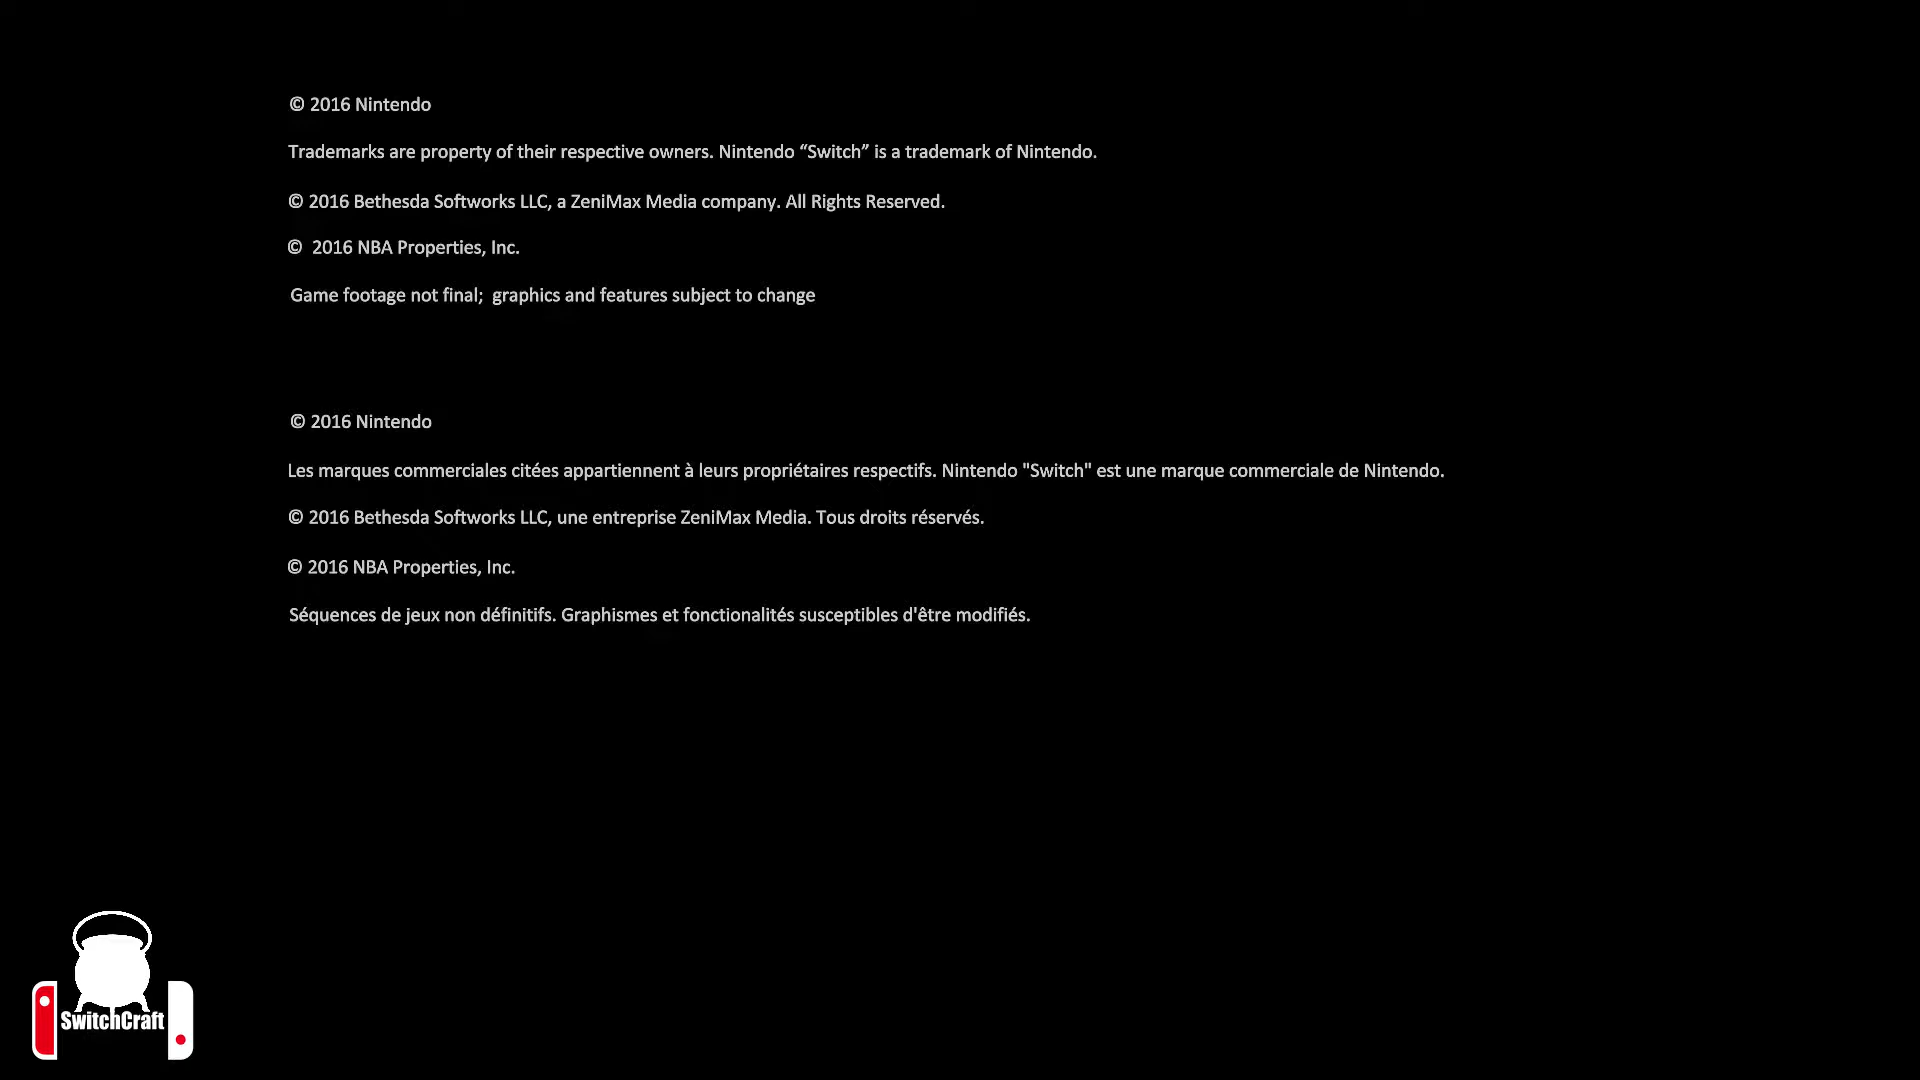 © 2016 Nintendo
Trademarks are property of their respective owners. Nintendo “Switch” is a trademark of Nintendo.
© 2016 Bethesda Softworks LLC, a ZeniMax Media company. All Rights Reserved.
©  2016 NBA Properties, Inc.
Game footage not final;  graphics and features subject to change
© 2016 Nintendo
Les marques commerciales citées appartiennent à leurs propriétaires respectifs. Nintendo "Switch" est une marque commerciale de Nintendo.
© 2016 Bethesda Softworks LLC, une entreprise ZeniMax Media. Tous droits réservés.
© 2016 NBA Properties, Inc.
Séquences de jeux non définitifs. Graphismes et fonctionalités susceptibles d'être modifiés.
SwitchCraft